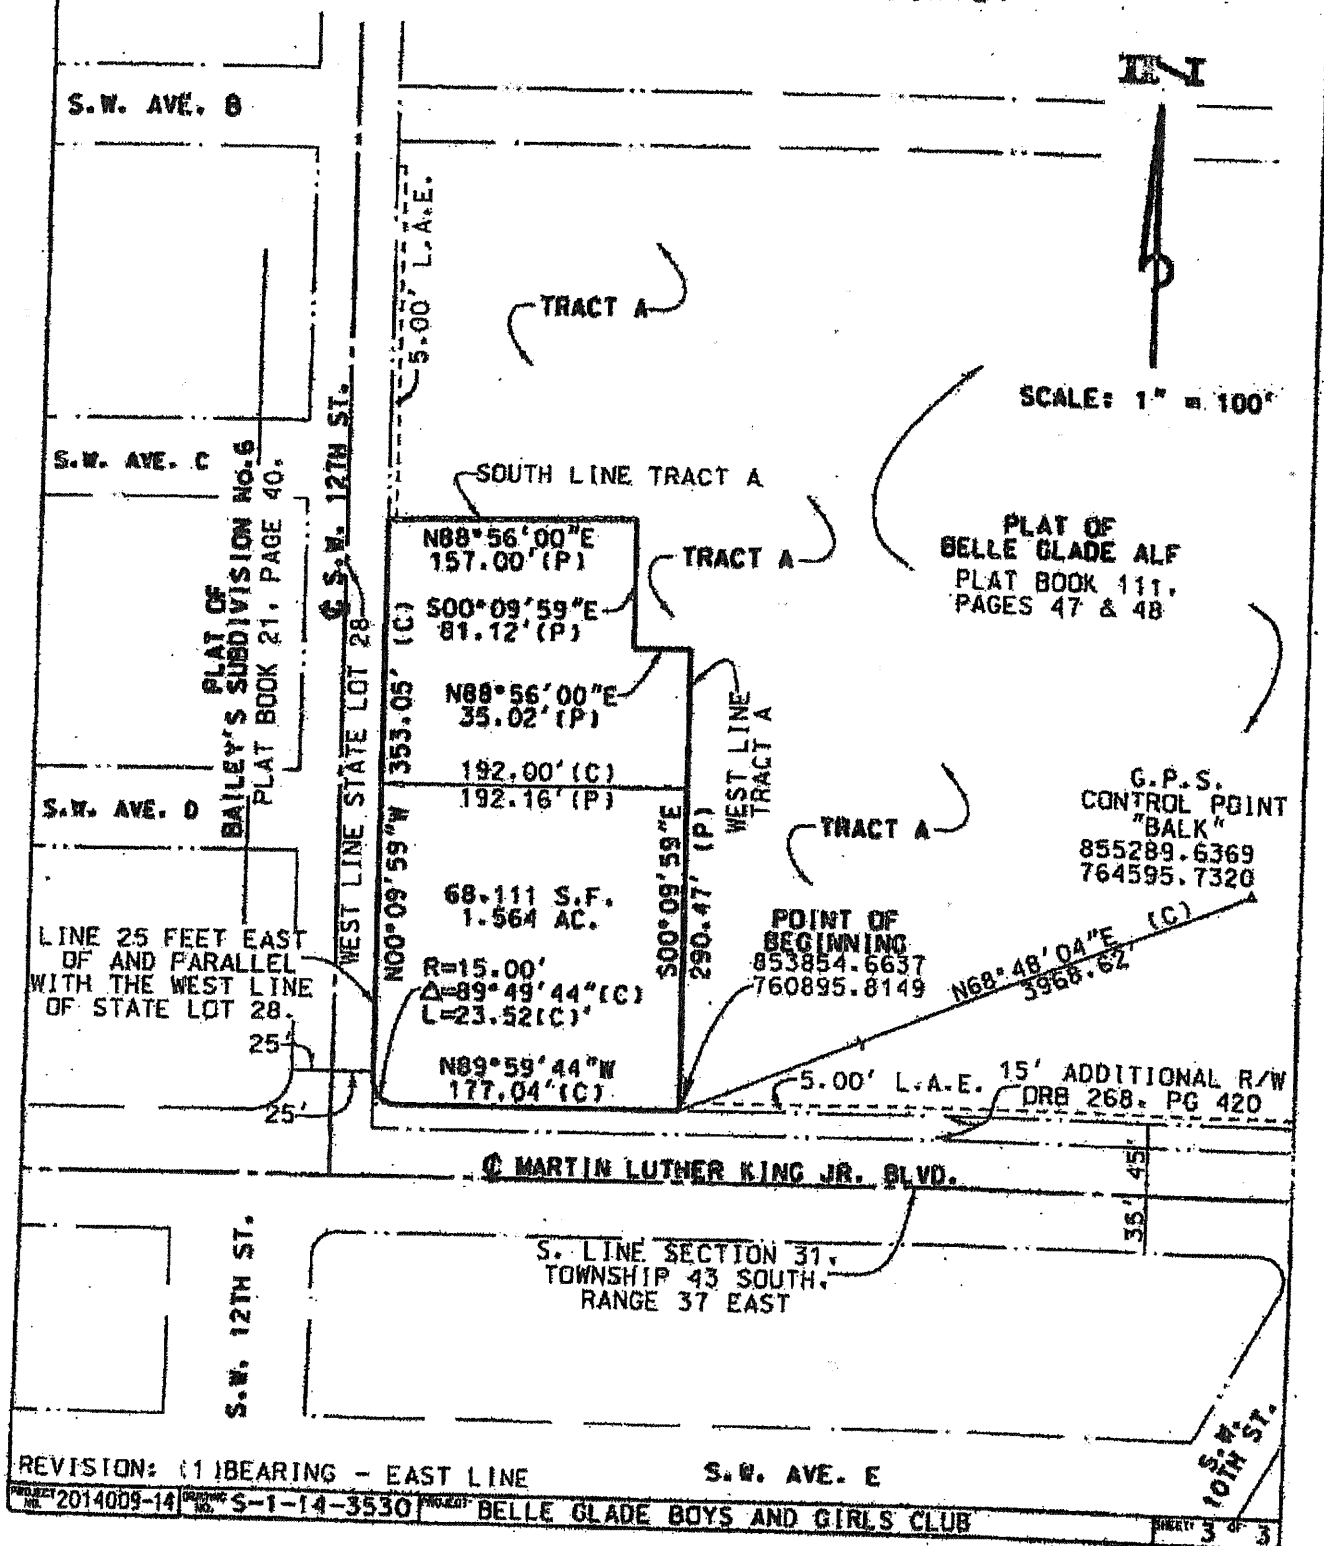 S.W. AVE. B
5.00' L.A.E.
TRACT A
SCALE: 1" = 100'
S.W. AVE. C
PLAT OF
BAILEY'S SUBDIVISION No.6
PLAT BOOK 21, PAGE 40.
℄ S.W. 12TH ST.
WEST LINE STATE LOT 28
SOUTH LINE TRACT A
N88°56'00"E
157.00'(P)
TRACT A
S00°09'59"E
81.12'(P)
N88°56'00"E
35.02'(P)
PLAT OF
BELLE GLADE ALF
PLAT BOOK 111,
PAGES 47 & 48
N00°09'59"W 353.05' (C)
192.00'(C)
192.16'(P)
WEST LINE
TRACT A
S00°09'59"E
290.47' (P)
S.W. AVE. D
TRACT A
G.P.S.
CONTROL POINT
"BALK"
855289.6369
764595.7320
68.111 S.F.
1.564 AC.
LINE 25 FEET EAST
OF AND PARALLEL
WITH THE WEST LINE
OF STATE LOT 28.
POINT OF
BEGINNING
853854.6637
760895.8149
N68°48'04"E (C)
3968.62'
R=15.00'
Δ=89°49'44"(C)
L=23.52(C)'
25'
25'
N89°59'44"W
177.04'(C)
5.00' L.A.E.
15' ADDITIONAL R/W
ORB 268. PG 420
℄ MARTIN LUTHER KING JR. BLVD.
45'
35'
S.W. 12TH ST.
S. LINE SECTION 31,
TOWNSHIP 43 SOUTH,
RANGE 37 EAST
S.W.
10TH ST.
REVISION: (1)BEARING - EAST LINE
S.W. AVE. E
PROJECT NO. 2014009-14 DRAWING NO. S-1-14-3530 PROJECT: BELLE GLADE BOYS AND GIRLS CLUB SHEET: 3 OF 3